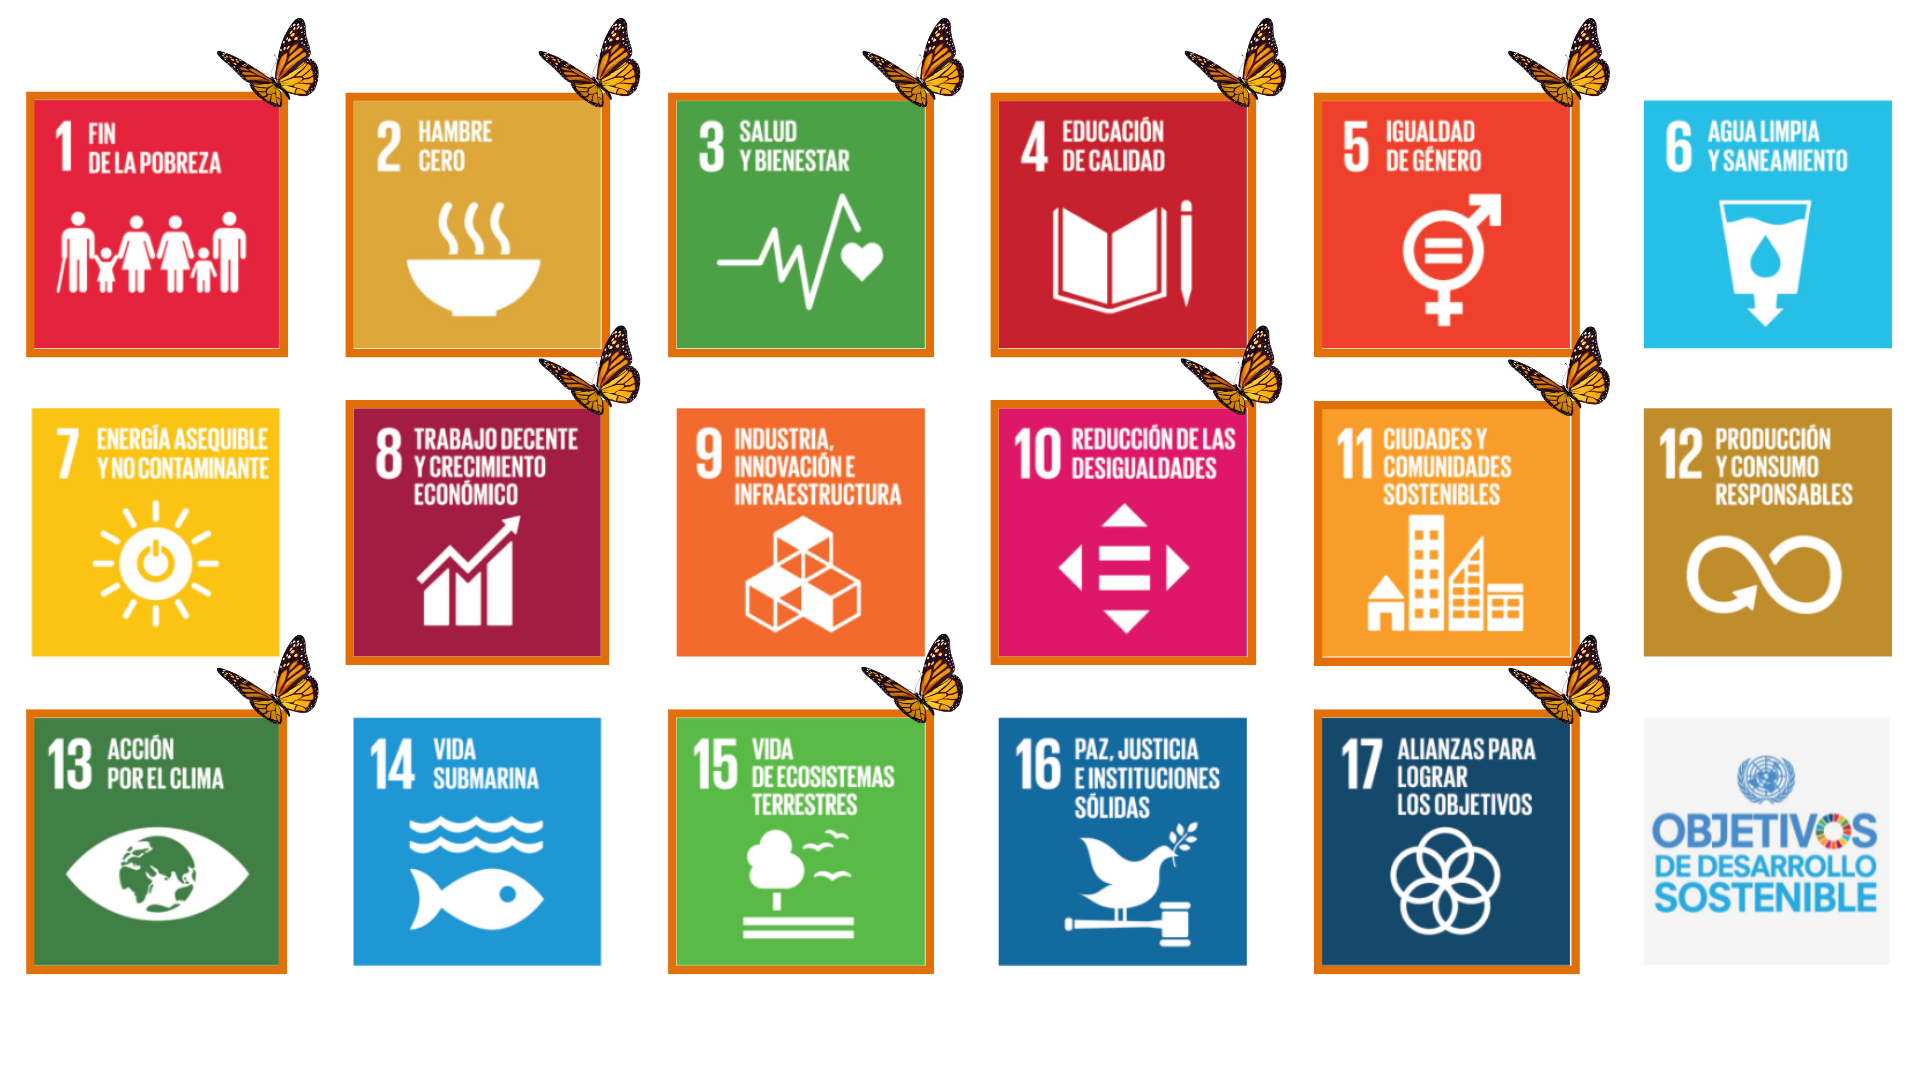 1 FIN
DE LA POBREZA
2 HAMBRE
CERO
3 SALUD
Y BIENESTAR
4 EDUCACIÓN
DE CALIDAD
5 IGUALDAD
DE GÉNERO
6 AGUA LIMPIA
Y SANEAMIENTO
7 ENERGÍA ASEQUIBLE
Y NO CONTAMINANTE
8 TRABAJO DECENTE
Y CRECIMIENTO
ECONÓMICO
9 INDUSTRIA,
INNOVACIÓN E
INFRAESTRUCTURA
10 REDUCCIÓN DE LAS
DESIGUALDADES
11 CIUDADES Y
COMUNIDADES
SOSTENIBLES
12 PRODUCCIÓN
Y CONSUMO
RESPONSABLES
13 ACCIÓN
POR EL CLIMA
14 VIDA
SUBMARINA
15 VIDA
DE ECOSISTEMAS
TERRESTRES
16 PAZ, JUSTICIA
E INSTITUCIONES
SÓLIDAS
17 ALIANZAS PARA
LOGRAR
LOS OBJETIVOS
OBJETIVOS
DE DESARROLLO
SOSTENIBLE